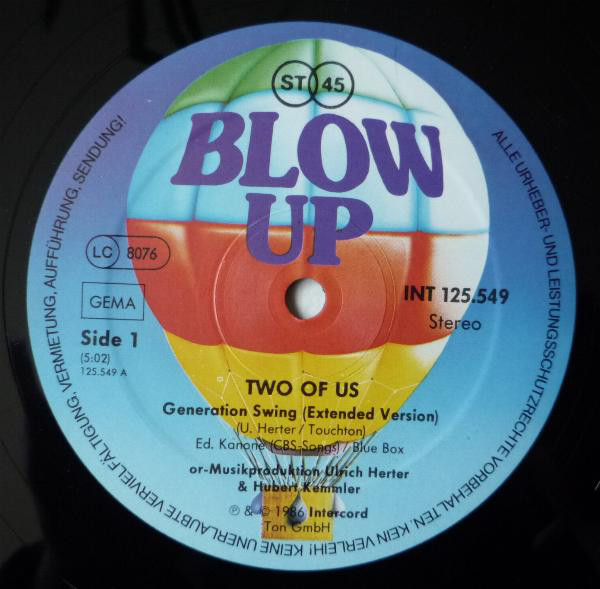 ST 45
BLOW
UP
LC 8076
GEMA
INT 125.549
Stereo
Side 1
(5:02)
125.549 A
TWO OF US
Generation Swing (Extended Version)
(U. Herter / Touchton)
Ed. Kanone (CBS-Songs) / Blue Box
or-Musikproduktion Ulrich Herter
& Hubert Kemmler
℗ & © 1986 Intercord
Ton GmbH
ALLE URHEBER- UND LEISTUNGSSCHUTZRECHTE VORBEHALTEN. KEIN VERLEIH! KEINE UNERLAUBTE VERVIELFÄLTIGUNG, VERMIETUNG, AUFFÜHRUNG, SENDUNG!